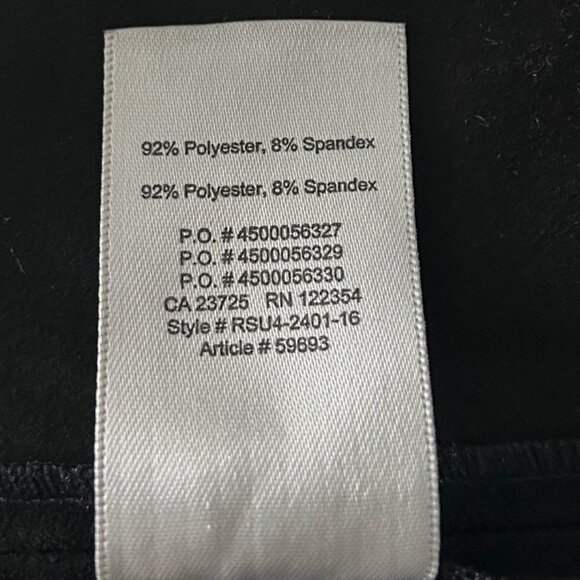 92% Polyester, 8% Spandex
92% Polyester, 8% Spandex
P.O. # 4500056327
P.O. # 4500056329
P.O. # 4500056330
CA 23725 RN 122354
Style # RSU4-2401-16
Article # 59693